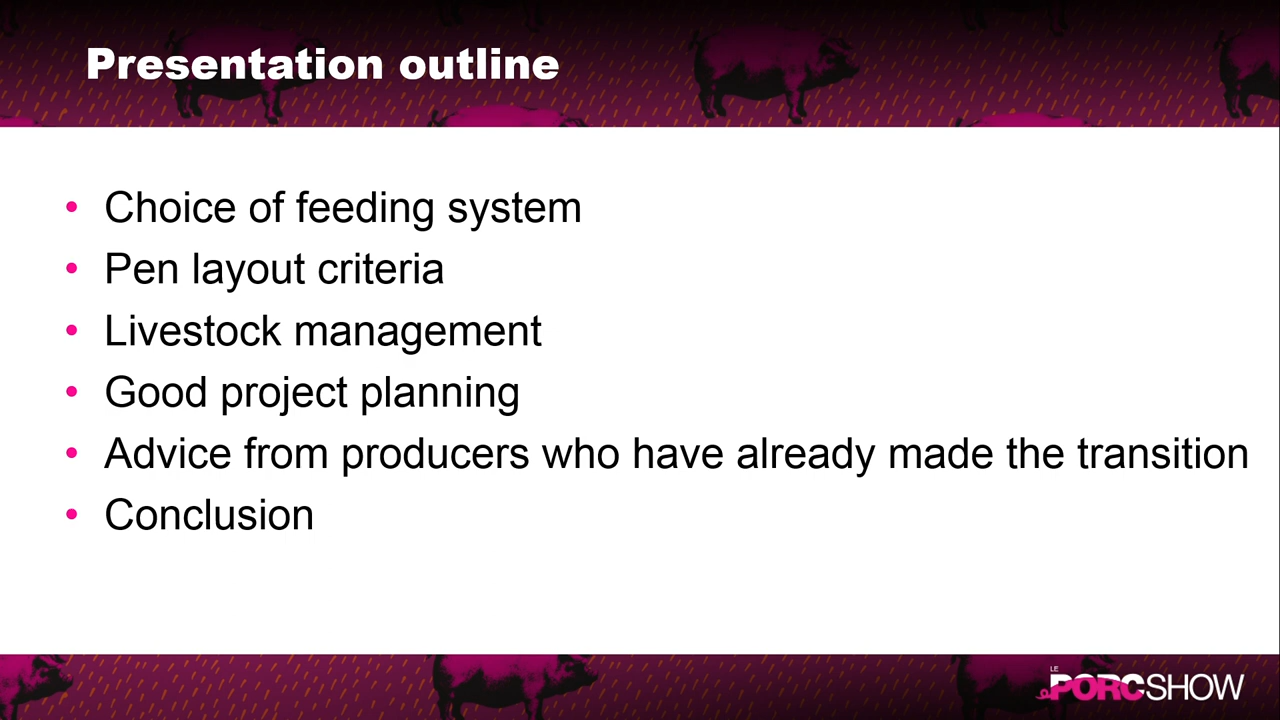 Presentation outline
• Choice of feeding system
• Pen layout criteria
• Livestock management
• Good project planning
• Advice from producers who have already made the transition
• Conclusion
LE
PORCSHOW